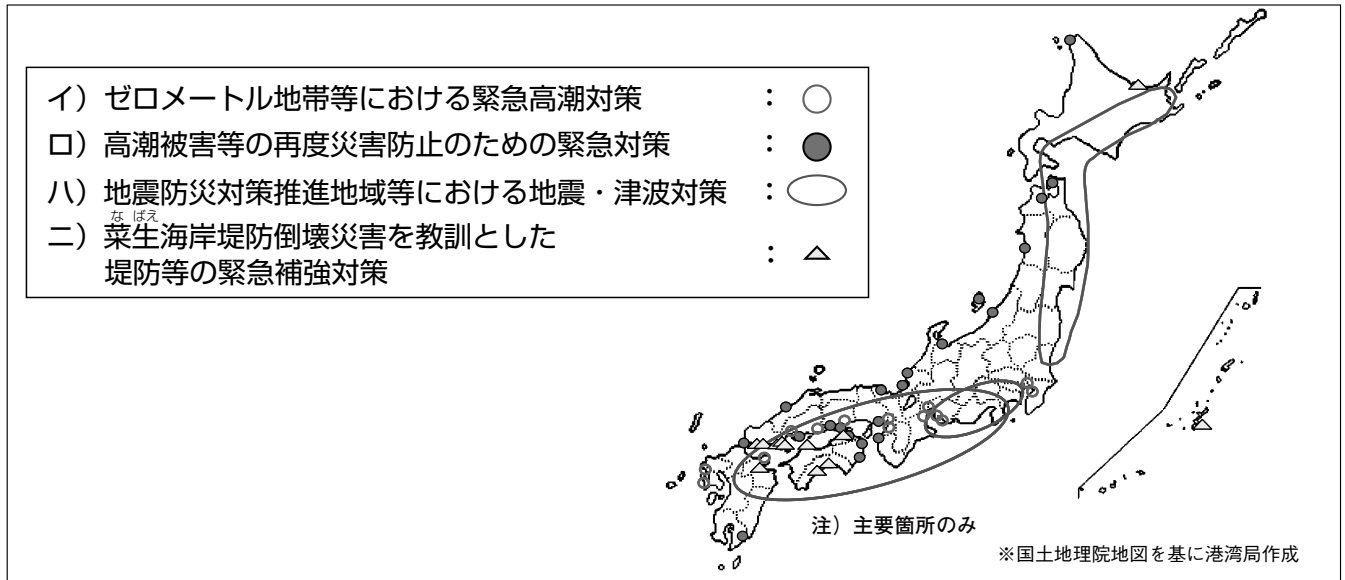 イ）ゼロメートル地帯等における緊急高潮対策　：
ロ）高潮被害等の再度災害防止のための緊急対策　：
ハ）地震防災対策推進地域等における地震・津波対策　：
な ばえ
ニ）菜生海岸堤防倒壊災害を教訓とした
堤防等の緊急補強対策　：
注）主要箇所のみ
※国土地理院地図を基に港湾局作成